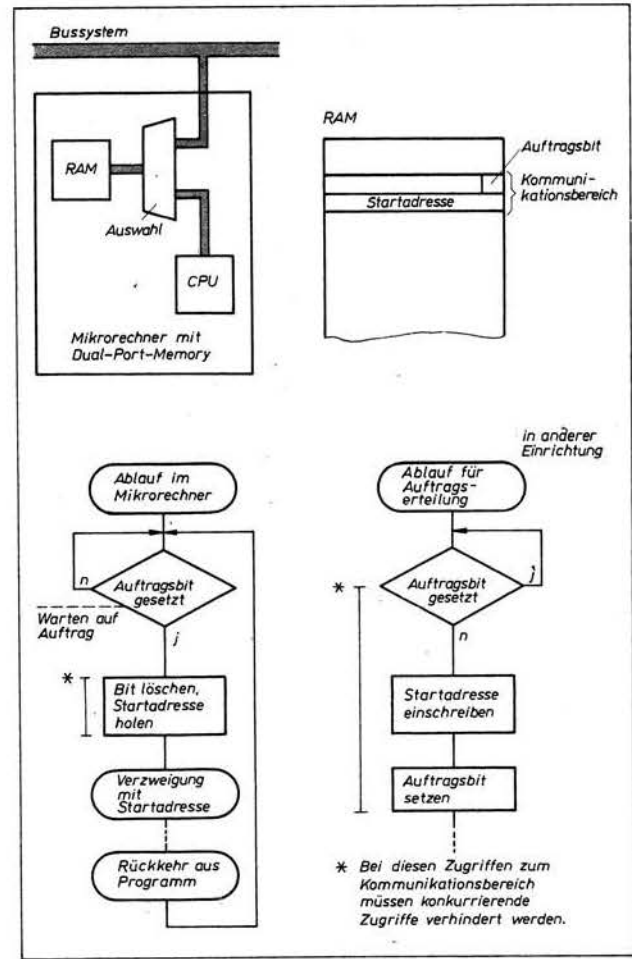 Bussystem
RAM
Auswahl
CPU
Mikrorechner mit
Dual-Port-Memory
RAM
Auftragsbit
Kommuni-
kationsbereich
Startadresse
Ablauf im
Mikrorechner
n
Auftragsbit
gesetzt
Warten auf
Auftrag
j
*
Bit löschen,
Startadresse
holen
Verzweigung
mit
Startadresse
Rückkehr aus
Programm
in anderer
Einrichtung
Ablauf für
Auftrags-
erteilung
*
Auftragsbit
gesetzt
j
n
Startadresse
einschreiben
Auftragsbit
setzen
* Bei diesen Zugriffen zum
Kommunikationsbereich
müssen konkurrierende
Zugriffe verhindert werden.